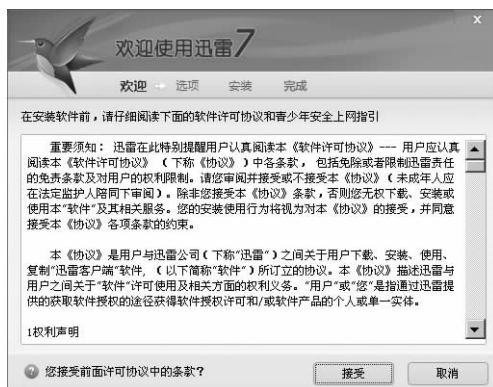 x
欢迎使用迅雷7
欢迎 选项 安装 完成
在安装软件前，请仔细阅读下面的软件许可协议和青少年安全上网指引
重要须知： 迅雷在此特别提醒用户认真阅读本《软件许可协议》 --- 用户应认真
阅读本《软件许可协议》 （下称《协议》）中各条款， 包括免除或者限制迅雷责任
的免责条款及对用户的权利限制。请您审阅并接受或不接受本《协议》（未成年人应
在法定监护人陪同下审阅）。除非您接受本《协议》条款，否则您无权下载、安装或
使用本"软件"及其相关服务。您的安装使用行为将视为对本《协议》的接受，并同意
接受本《协议》各项条款的约束。
本《协议》是用户与迅雷公司（下称"迅雷"）之间关于用户下载、安装、使用、
复制"迅雷客户端"软件，（以下简称"软件"）所订立的协议。本《协议》描述迅雷与
用户之间关于"软件"许可使用及相关方面的权利义务。"用户"或"您"是指通过迅雷提
供的获取软件授权的途径获得软件授权许可和/或软件产品的个人或单一实体。
1权利声明
您接受前面许可协议中的条款？ 接受 取消